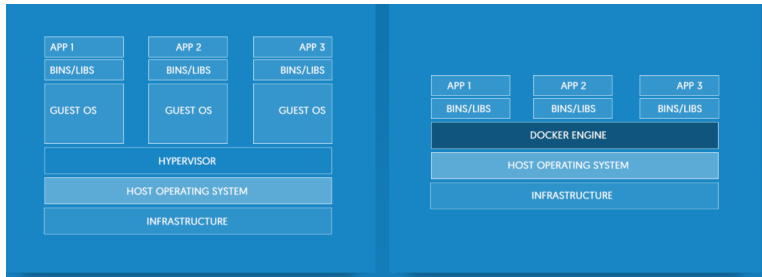 APP 1 APP 2 APP 3
BINS/LIBS BINS/LIBS BINS/LIBS
GUEST OS GUEST OS GUEST OS
HYPERVISOR
HOST OPERATING SYSTEM
INFRASTRUCTURE
APP 1 APP 2 APP 3
BINS/LIBS BINS/LIBS BINS/LIBS
DOCKER ENGINE
HOST OPERATING SYSTEM
INFRASTRUCTURE